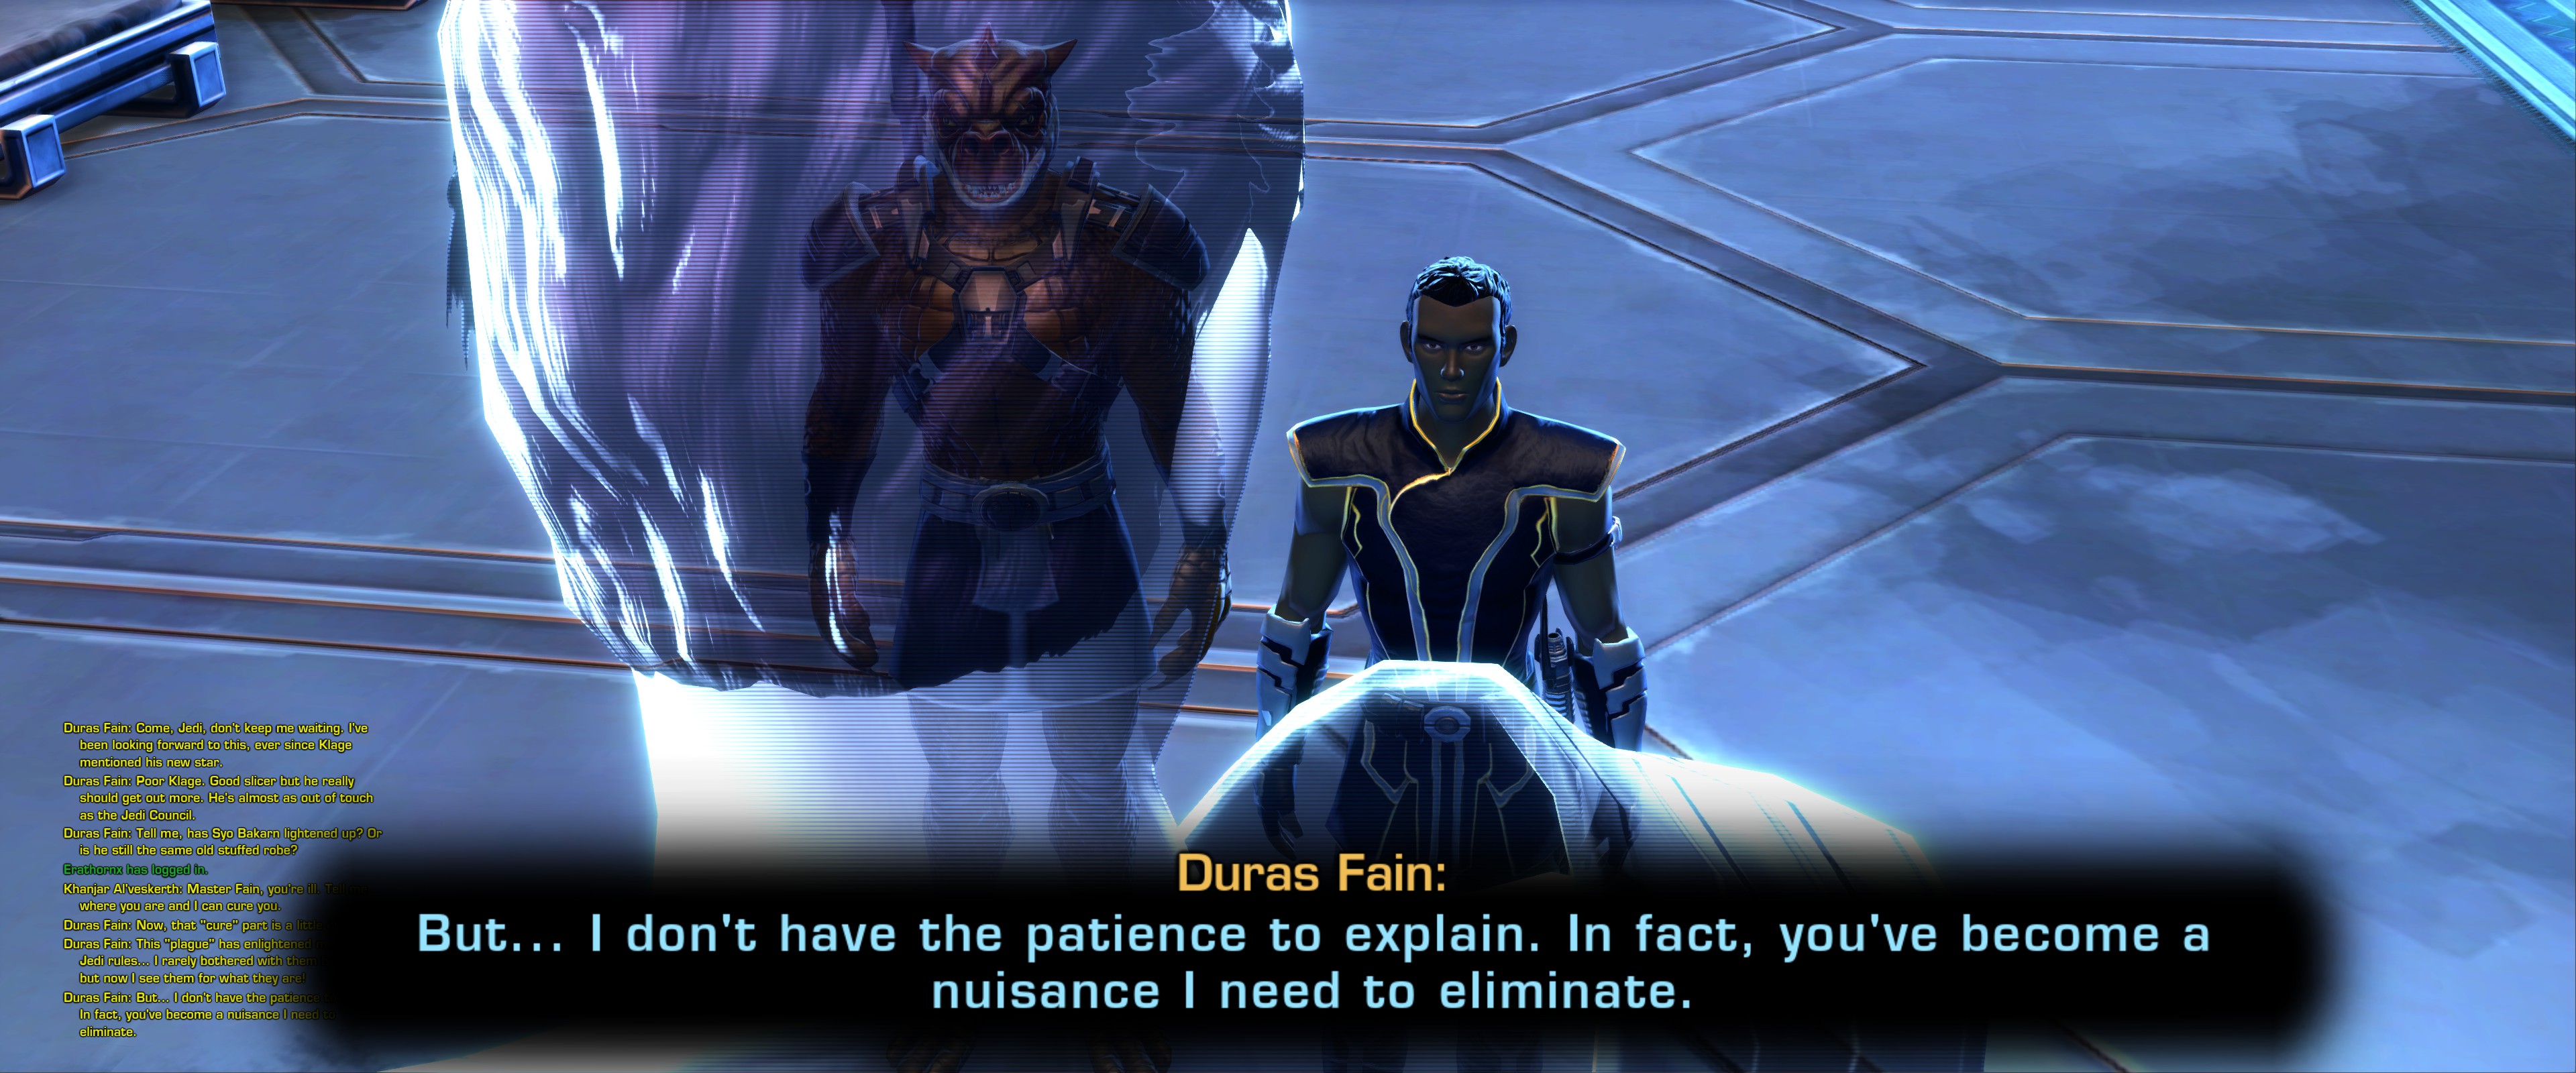 Duras Fain: Come, Jedi, don't keep me waiting. I've
been looking forward to this, ever since Klage
mentioned his new star.
Duras Fain: Poor Klage. Good slicer but he really
should get out more. He's almost as out of touch
as the Jedi Council.
Duras Fain: Tell me, has Syo Bakarn lightened up? Or
is he still the same old stuffed robe?
Erathornx has logged in.
Khanjar Al'veskerth: Master Fain, you're ill. Tell
where you are and I can cure you.
Duras Fain: Now, that "cure" part is a little
Duras Fain: This "plague" has enlightened
Jedi rules... I rarely bothered with them
but now I see them for what they are!
Duras Fain: But... I don't have the patience
In fact, you've become a nuisance I need to
eliminate.
Duras Fain:
But... I don't have the patience to explain. In fact, you've become a
nuisance I need to eliminate.